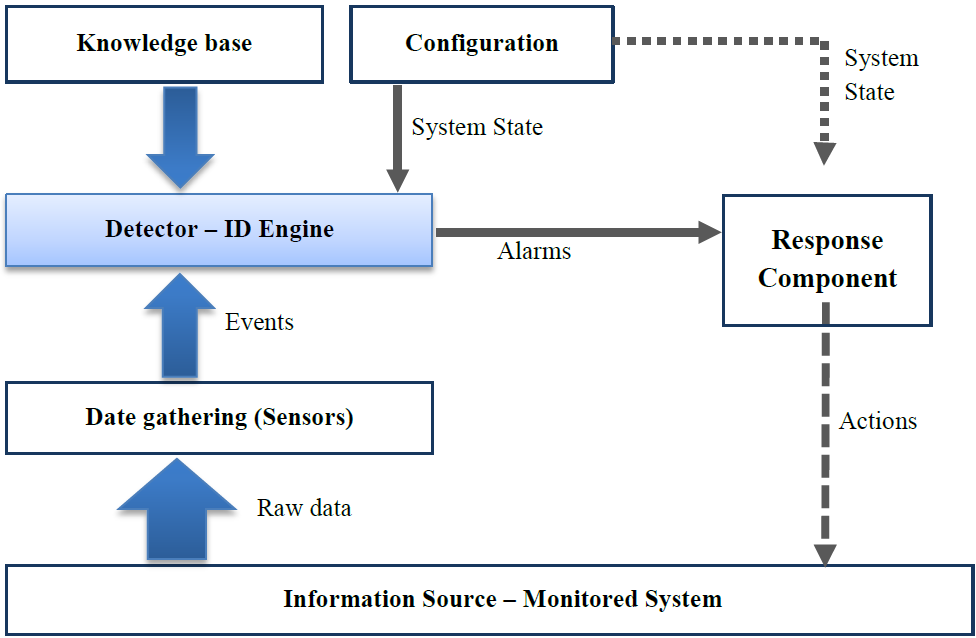 Knowledge base
Configuration
System
State
System State
Detector – ID Engine
Alarms
Response
Component
Events
Date gathering (Sensors)
Actions
Raw data
Information Source – Monitored System